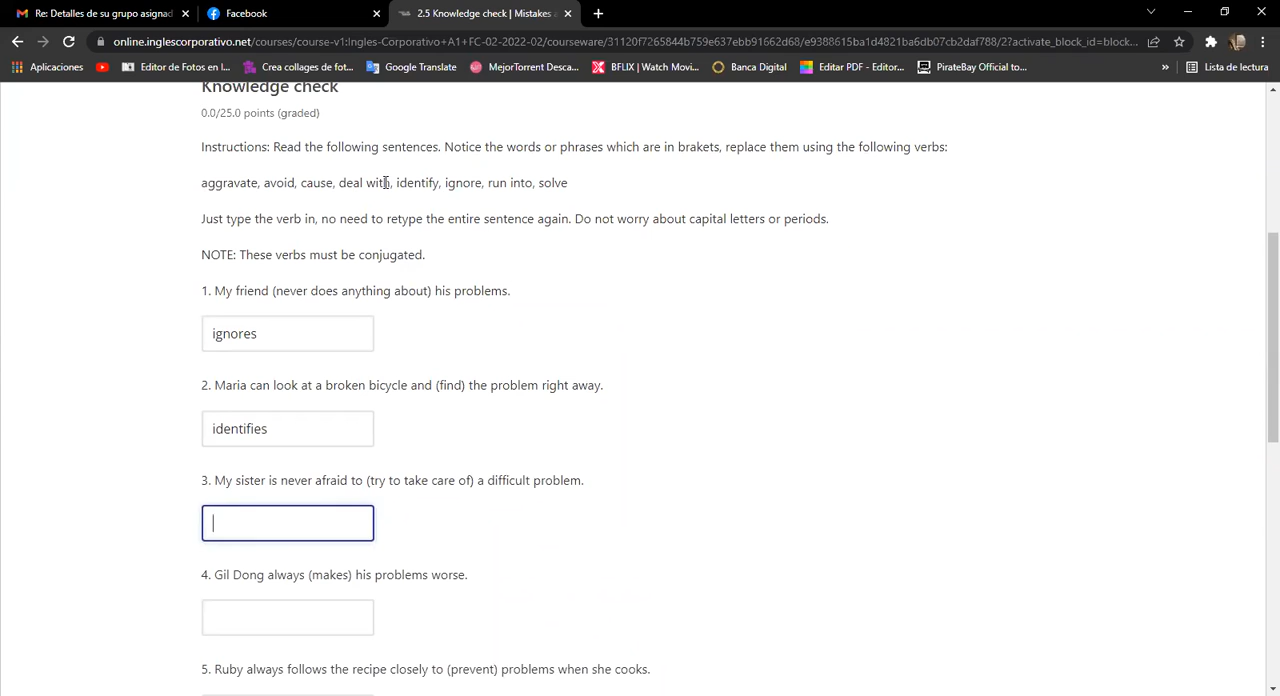 Re: Detalles de su grupo asignad
Facebook
2.5 Knowledge check | Mistakes a
online.inglescorporativo.net/courses/course-v1:Ingles-Corporativo+A1+FC-02-2022-02/courseware/31120f7265844b759e637ebb91662d68/e9388615ba1d4821ba6db07cb2daf788/2?activate_block_id=block...
Aplicaciones
Editor de Fotos en l...
Crea collages de fot...
Google Translate
MejorTorrent Desca...
BFLIX | Watch Movi...
Banca Digital
Editar PDF - Editor...
PirateBay Official to...
»
Lista de lectura
Knowledge check
0.0/25.0 points (graded)
Instructions: Read the following sentences. Notice the words or phrases which are in brakets, replace them using the following verbs:
aggravate, avoid, cause, deal with, identify, ignore, run into, solve
Just type the verb in, no need to retype the entire sentence again. Do not worry about capital letters or periods.
NOTE: These verbs must be conjugated.
1. My friend (never does anything about) his problems.
ignores
2. Maria can look at a broken bicycle and (find) the problem right away.
identifies
3. My sister is never afraid to (try to take care of) a difficult problem.
4. Gil Dong always (makes) his problems worse.
5. Ruby always follows the recipe closely to (prevent) problems when she cooks.